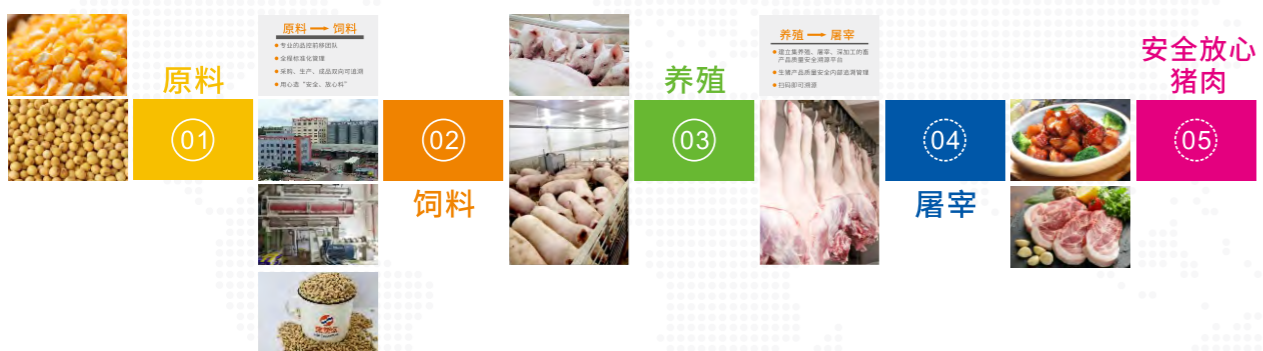 原料
01
原料 → 饲料
专业的品控前移团队
全程标准化管理
采购、生产、成品双向可追溯
用心造“安全、放心料”
02
饲料
养殖
03
养殖 → 屠宰
建立集养殖、屠宰、深加工的畜
产品质量安全溯源平台
生猪产品质量安全内部追溯管理
扫码即可溯源
04
屠宰
安全放心
猪肉
05